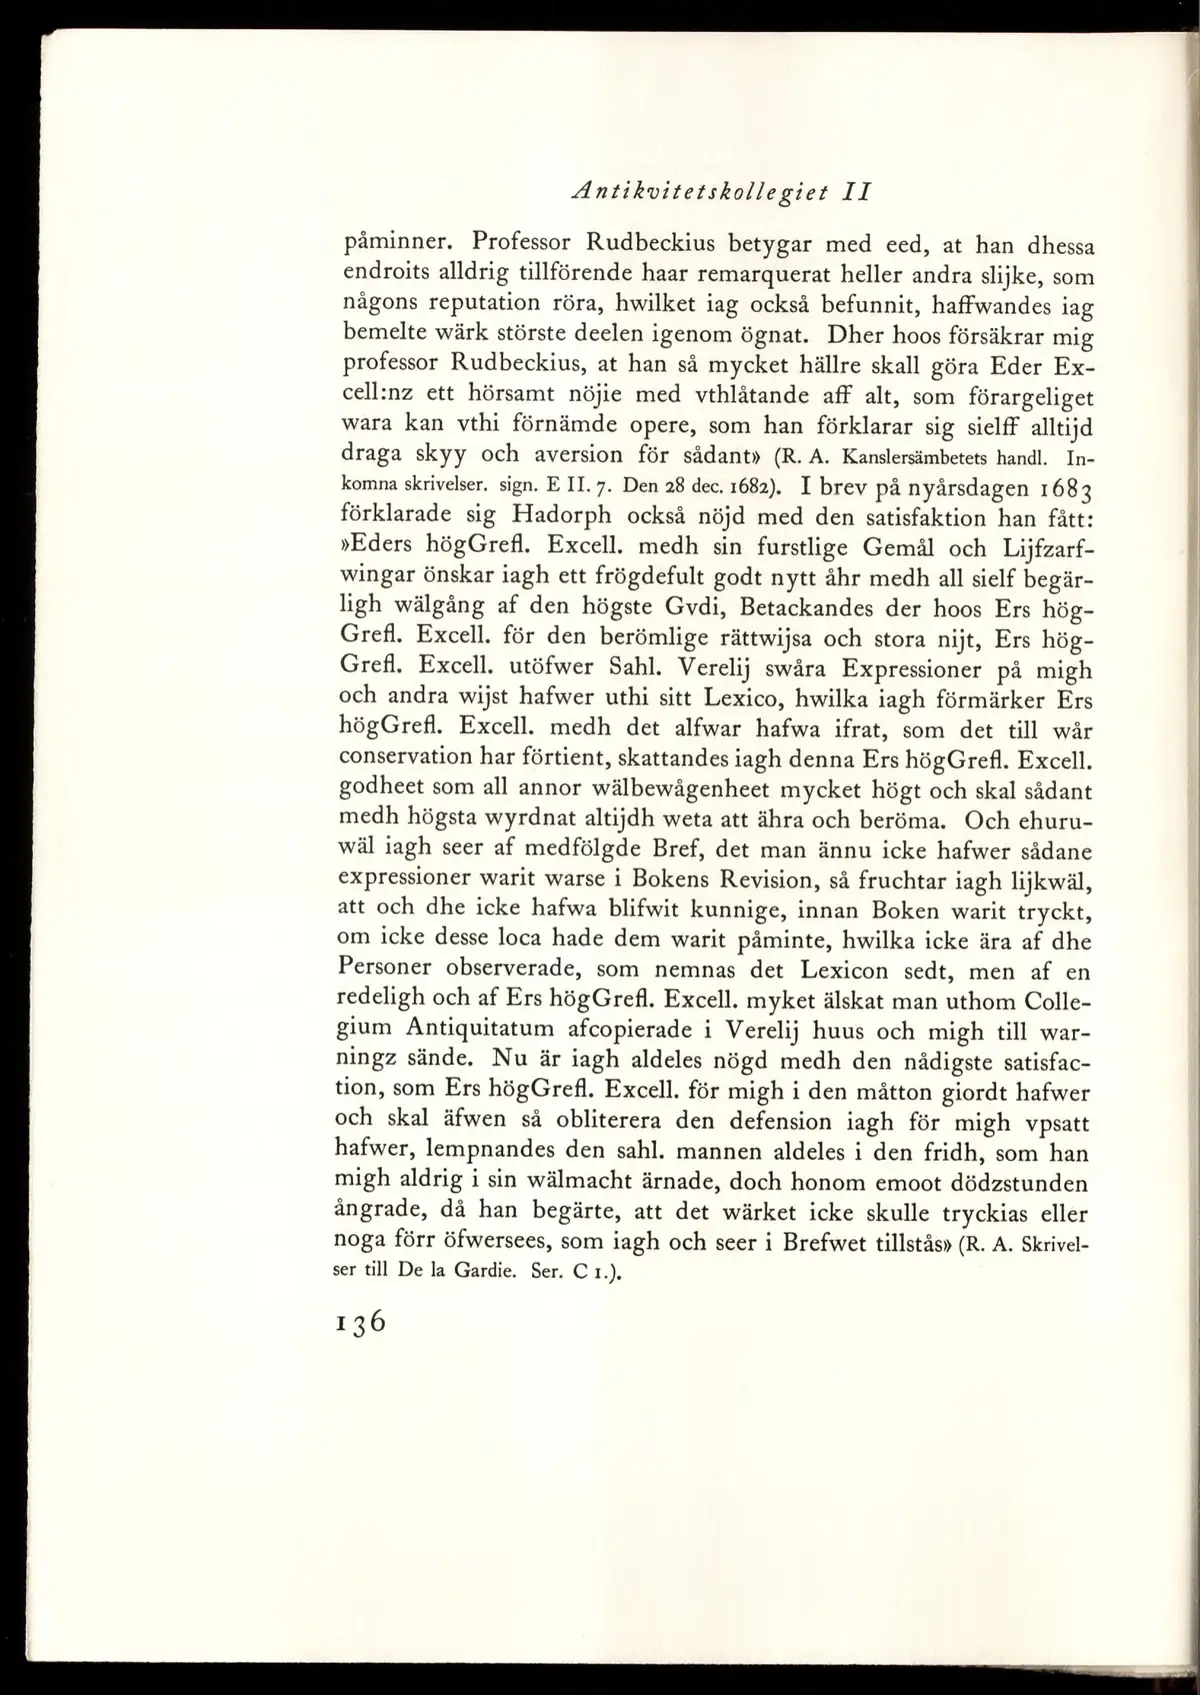 Antikvitetskollegiet II
påminner. Professor Rudbeckius betygar med eed, at han dhessa
endroits alldrig tillförende haar remarquerat heller andra slijke, som
någons reputation röra, hwilket iag också befunnit, haffwandes iag
bemelte wärk störste deelen igenom ögnat. Dher hoos försäkrar mig
professor Rudbeckius, at han så mycket hällre skall göra Eder Ex-
cell:nz ett hörsamt nöjie med vthlåtande aff alt, som förargeliget
wara kan vthi förnämde opere, som han förklarar sig sielff alltijd
draga skyy och aversion för sådant» (R. A. Kanslersämbetets handl. In-
komna skrivelser. sign. E II. 7. Den 28 dec. 1682). I brev på nyårsdagen 1683
förklarade sig Hadorph också nöjd med den satisfaktion han fått:
»Eders högGrefl. Excell. medh sin furstlige Gemål och Lijfzarf-
wingar önskar iagh ett frögdefult godt nytt åhr medh all sielf begär-
ligh wälgång af den högste Gvdi, Betackandes der hoos Ers hög-
Grefl. Excell. för den berömlige rättwijsa och stora nijt, Ers hög-
Grefl. Excell. utöfwer Sahl. Verelij swåra Expressioner på migh
och andra wijst hafwer uthi sitt Lexico, hwilka iagh förmärker Ers
högGrefl. Excell. medh det alfwar hafwa ifrat, som det till wår
conservation har förtient, skattandes iagh denna Ers högGrefl. Excell.
godheet som all annor wälbewågenheet mycket högt och skal sådant
medh högsta wyrdnat altijdh weta att ähra och beröma. Och ehuru-
wäl iagh seer af medfölgde Bref, det man ännu icke hafwer sådane
expressioner warit warse i Bokens Revision, så fruchtar iagh lijkwäl,
att och dhe icke hafwa blifwit kunnige, innan Boken warit tryckt,
om icke desse loca hade dem warit påminte, hwilka icke ära af dhe
Personer observerade, som nemnas det Lexicon sedt, men af en
redeligh och af Ers högGrefl. Excell. myket älskat man uthom Colle-
gium Antiquitatum afcopierade i Verelij huus och migh till war-
ningz sände. Nu är iagh aldeles nögd medh den nådigste satisfac-
tion, som Ers högGrefl. Excell. för migh i den måtton giordt hafwer
och skal äfwen så obliterera den defension iagh för migh vpsatt
hafwer, lempnandes den sahl. mannen aldeles i den fridh, som han
migh aldrig i sin wälmacht ärnade, doch honom emoot dödzstunden
ångrade, då han begärte, att det wärket icke skulle tryckias eller
noga förr öfwersees, som iagh och seer i Brefwet tillstås» (R. A. Skrivel-
ser till De la Gardie. Ser. C 1.).
136